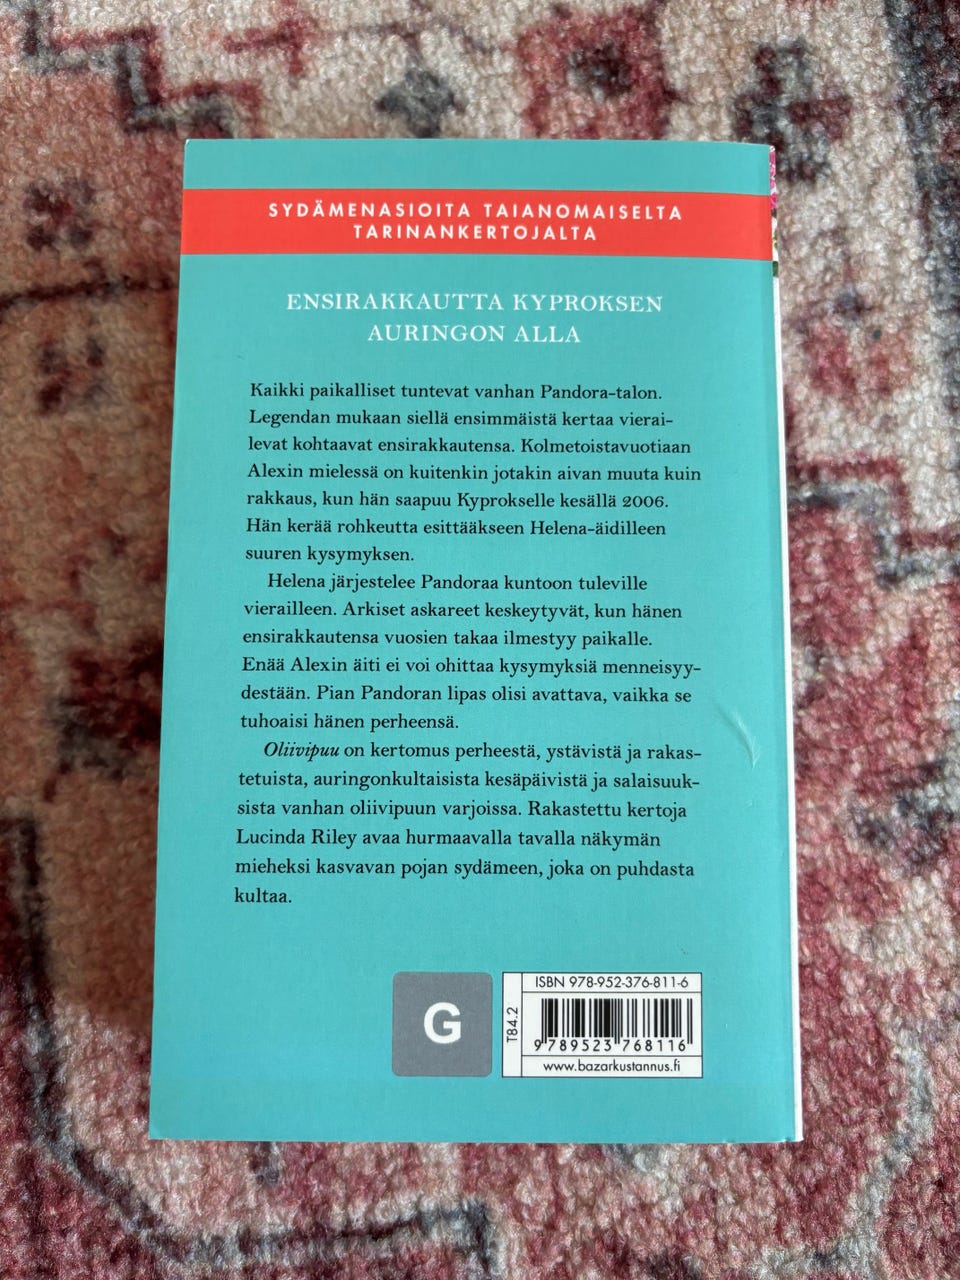 SYDÄMENASIOITA TAIANOMAISELTA
TARINANKERTOJALTA
ENSIRAKKAUTTA KYPROKSEN
AURINGON ALLA
Kaikki paikalliset tuntevat vanhan Pandora-talon.
Legendan mukaan siellä ensimmäistä kertaa vierai-
levat kohtaavat ensirakkautensa. Kolmetoistavuotiaan
Alexin mielessä on kuitenkin jotakin aivan muuta kuin
rakkaus, kun hän saapuu Kyprokselle kesällä 2006.
Hän kerää rohkeutta esittääkseen Helena-äidilleen
suuren kysymyksen.
Helena järjestelee Pandoraa kuntoon tuleville
vierailleen. Arkiset askareet keskeytyvät, kun hänen
ensirakkautensa vuosien takaa ilmestyy paikalle.
Enää Alexin äiti ei voi ohittaa kysymyksiä menneisyy-
destään. Pian Pandoran lipas olisi avattava, vaikka se
tuhoaisi hänen perheensä.
Oliivipuu on kertomus perheestä, ystävistä ja rakas-
tetuista, auringonkultaisista kesäpäivistä ja salaisuuk-
sista vanhan oliivipuun varjoissa. Rakastettu kertoja
Lucinda Riley avaa hurmaavalla tavalla näkymän
mieheksi kasvavan pojan sydämeen, joka on puhdasta
kultaa.
G
T84.2
ISBN 978-952-376-811-6
9 789523 768116
www.bazarkustannus.fi